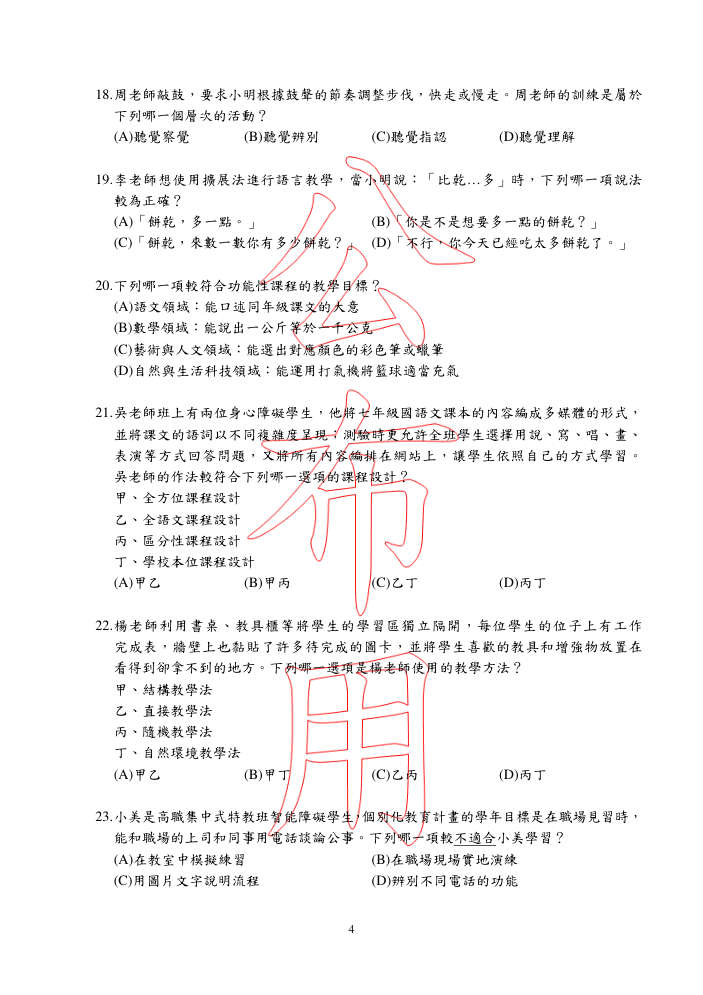 18.周老師敲鼓，要求小明根據鼓聲的節奏調整步伐，快走或慢走。周老師的訓練是屬於
下列哪一個層次的活動？
(A)聽覺察覺 (B)聽覺辨別 (C)聽覺指認 (D)聽覺理解
19.李老師想使用擴展法進行語言教學，當小明說：「比乾…多」時，下列哪一項說法
較為正確？
(A)「餅乾，多一點。」 (B)「你是不是想要多一點的餅乾？」
(C)「餅乾，來數一數你有多少餅乾？」 (D)「不行，你今天已經吃太多餅乾了。」
20.下列哪一項較符合功能性課程的教學目標？
(A)語文領域：能口述同年級課文的大意
(B)數學領域：能說出一公斤等於一千公克
(C)藝術與人文領域：能選出對應顏色的彩色筆或蠟筆
(D)自然與生活科技領域：能運用打氣機將籃球適當充氣
21.吳老師班上有兩位身心障礙學生，他將七年級國語文課本的內容編成多媒體的形式，
並將課文的語詞以不同複雜度呈現；測驗時更允許全班學生選擇用說、寫、唱、畫、
表演等方式回答問題，又將所有內容編排在網站上，讓學生依照自己的方式學習。
吳老師的作法較符合下列哪一選項的課程設計？
甲、全方位課程設計
乙、全語文課程設計
丙、區分性課程設計
丁、學校本位課程設計
(A)甲乙 (B)甲丙 (C)乙丁 (D)丙丁
22.楊老師利用書桌、教具櫃等將學生的學習區獨立隔開，每位學生的位子上有工作
完成表，牆壁上也黏貼了許多待完成的圖卡，並將學生喜歡的教具和增強物放置在
看得到卻拿不到的地方。下列哪一選項是楊老師使用的教學方法？
甲、結構教學法
乙、直接教學法
丙、隨機教學法
丁、自然環境教學法
(A)甲乙 (B)甲丁 (C)乙丙 (D)丙丁
23.小美是高職集中式特教班智能障礙學生，個別化教育計畫的學年目標是在職場見習時，
能和職場的上司和同事用電話談論公事。下列哪一項較不適合小美學習？
(A)在教室中模擬練習 (B)在職場現場實地演練
(C)用圖片文字說明流程 (D)辨別不同電話的功能
4
公布用